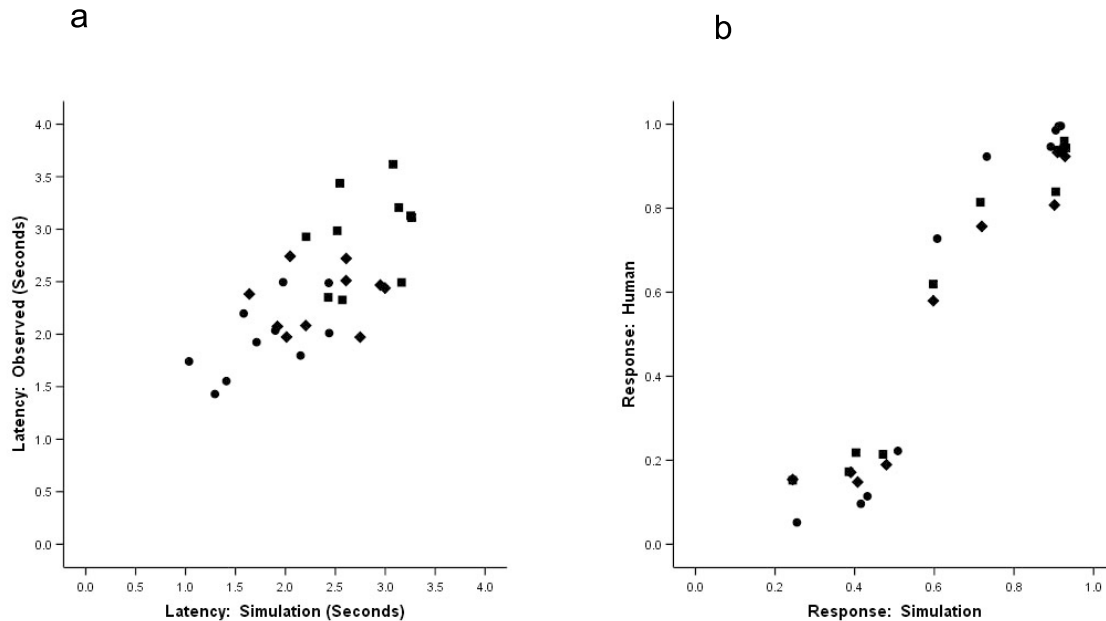 a
b
4.0
3.5
3.0
2.5
2.0
1.5
1.0
0.5
0.0
Latency: Observed (Seconds)
0.0 0.5 1.0 1.5 2.0 2.5 3.0 3.5 4.0
Latency: Simulation (Seconds)
1.0
0.8
0.6
0.4
0.2
0.0
Response: Human
0.0 0.2 0.4 0.6 0.8 1.0
Response: Simulation